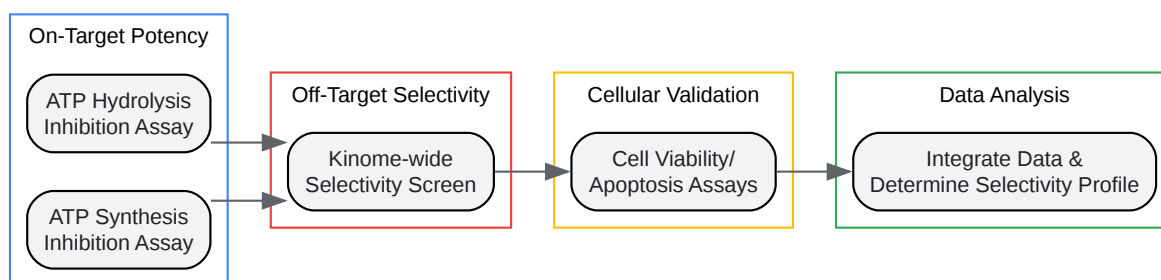 On-Target Potency
ATP Hydrolysis
Inhibition Assay
ATP Synthesis
Inhibition Assay
Off-Target Selectivity
Kinome-wide
Selectivity Screen
Cellular Validation
Cell Viability/
Apoptosis Assays
Data Analysis
Integrate Data &
Determine Selectivity Profile